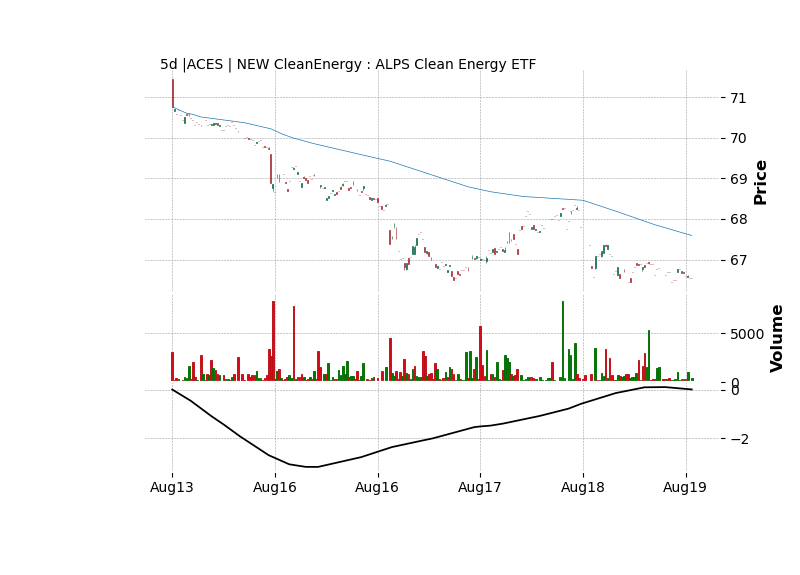 5d |ACES | NEW CleanEnergy : ALPS Clean Energy ETF
71
70
69
68
67
Price
5000
0
Volume
0
−2
Aug13 Aug16 Aug16 Aug17 Aug18 Aug19